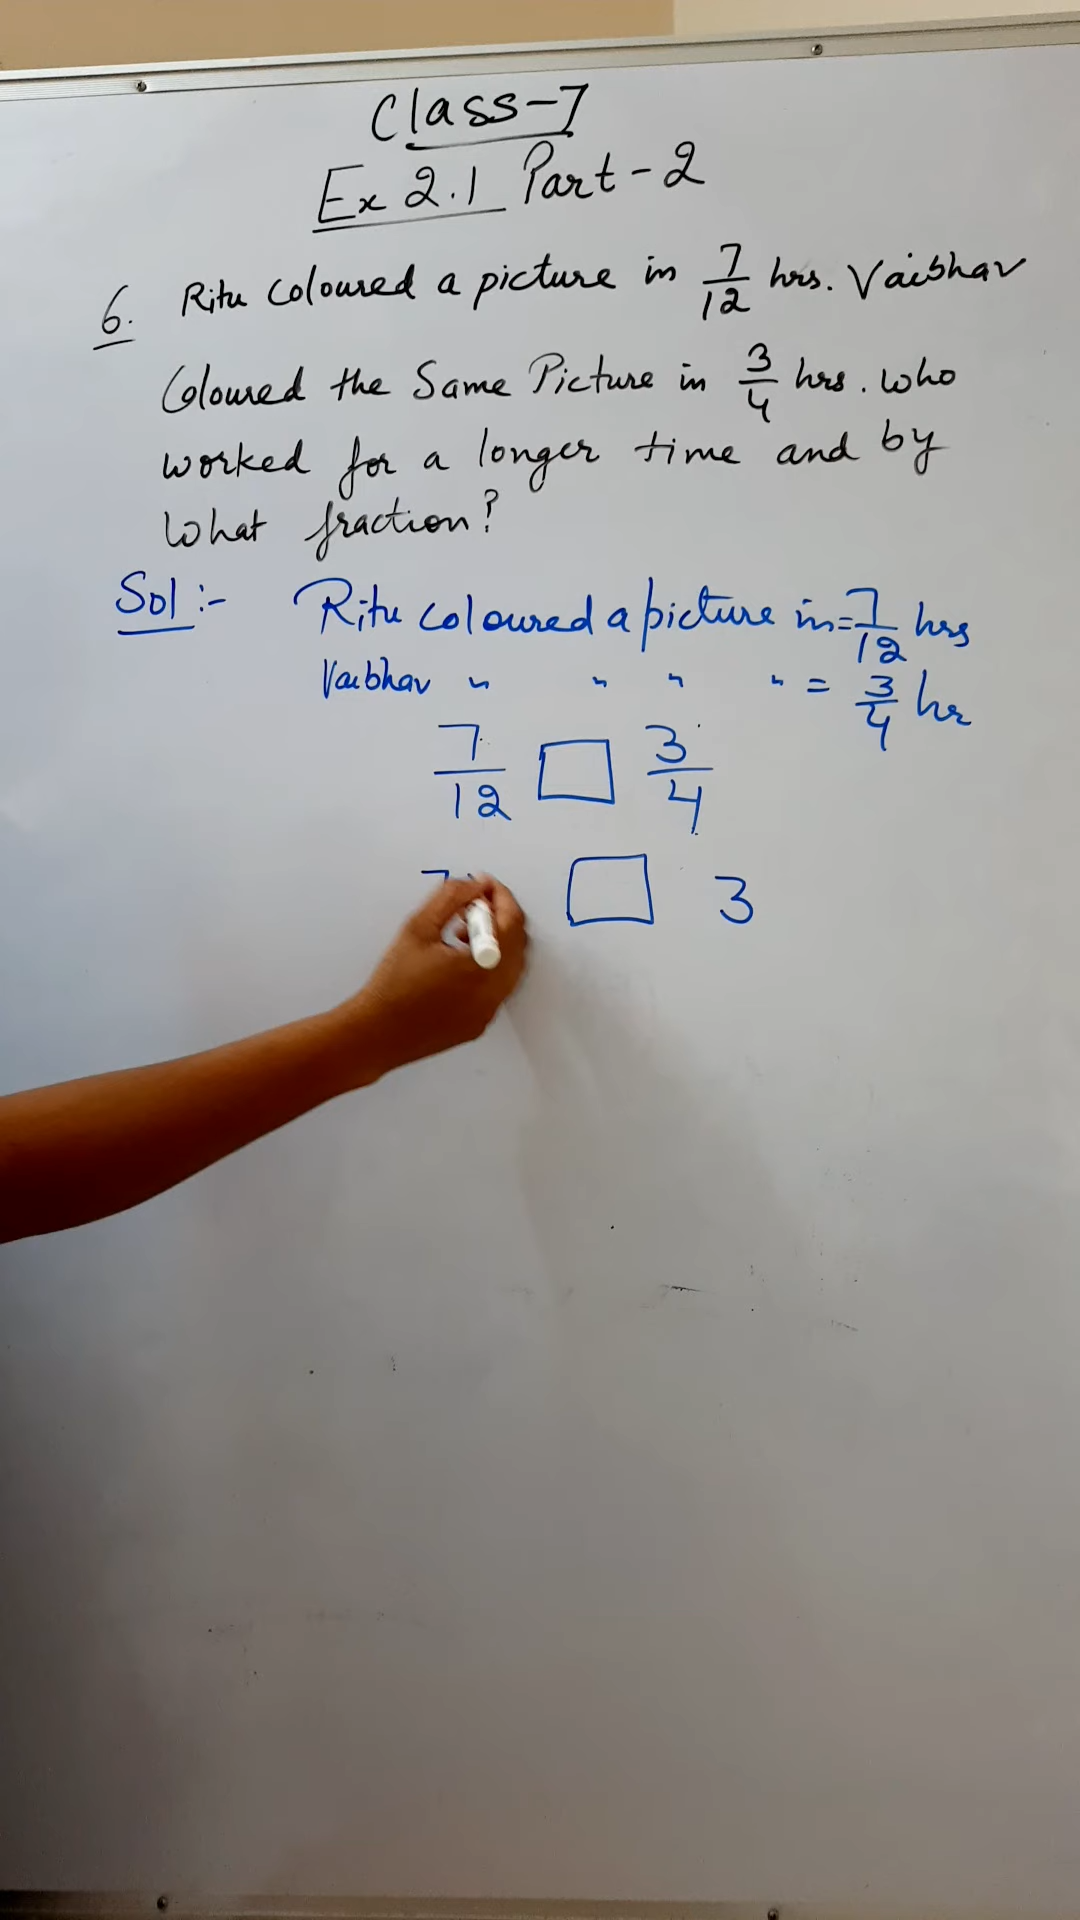 Class-7
Ex 2.1 Part-2
6. Ritu Coloured a picture in 7/12 hrs. Vaibhav
Coloured the Same Picture in 3/4 hrs. who
worked for a longer time and by
what fraction?
Sol:- Ritu coloured a picture in = 7/12 hrs
Vaibhav " " " " = 3/4 hr
7/12 □ 3/4
7 □ 3